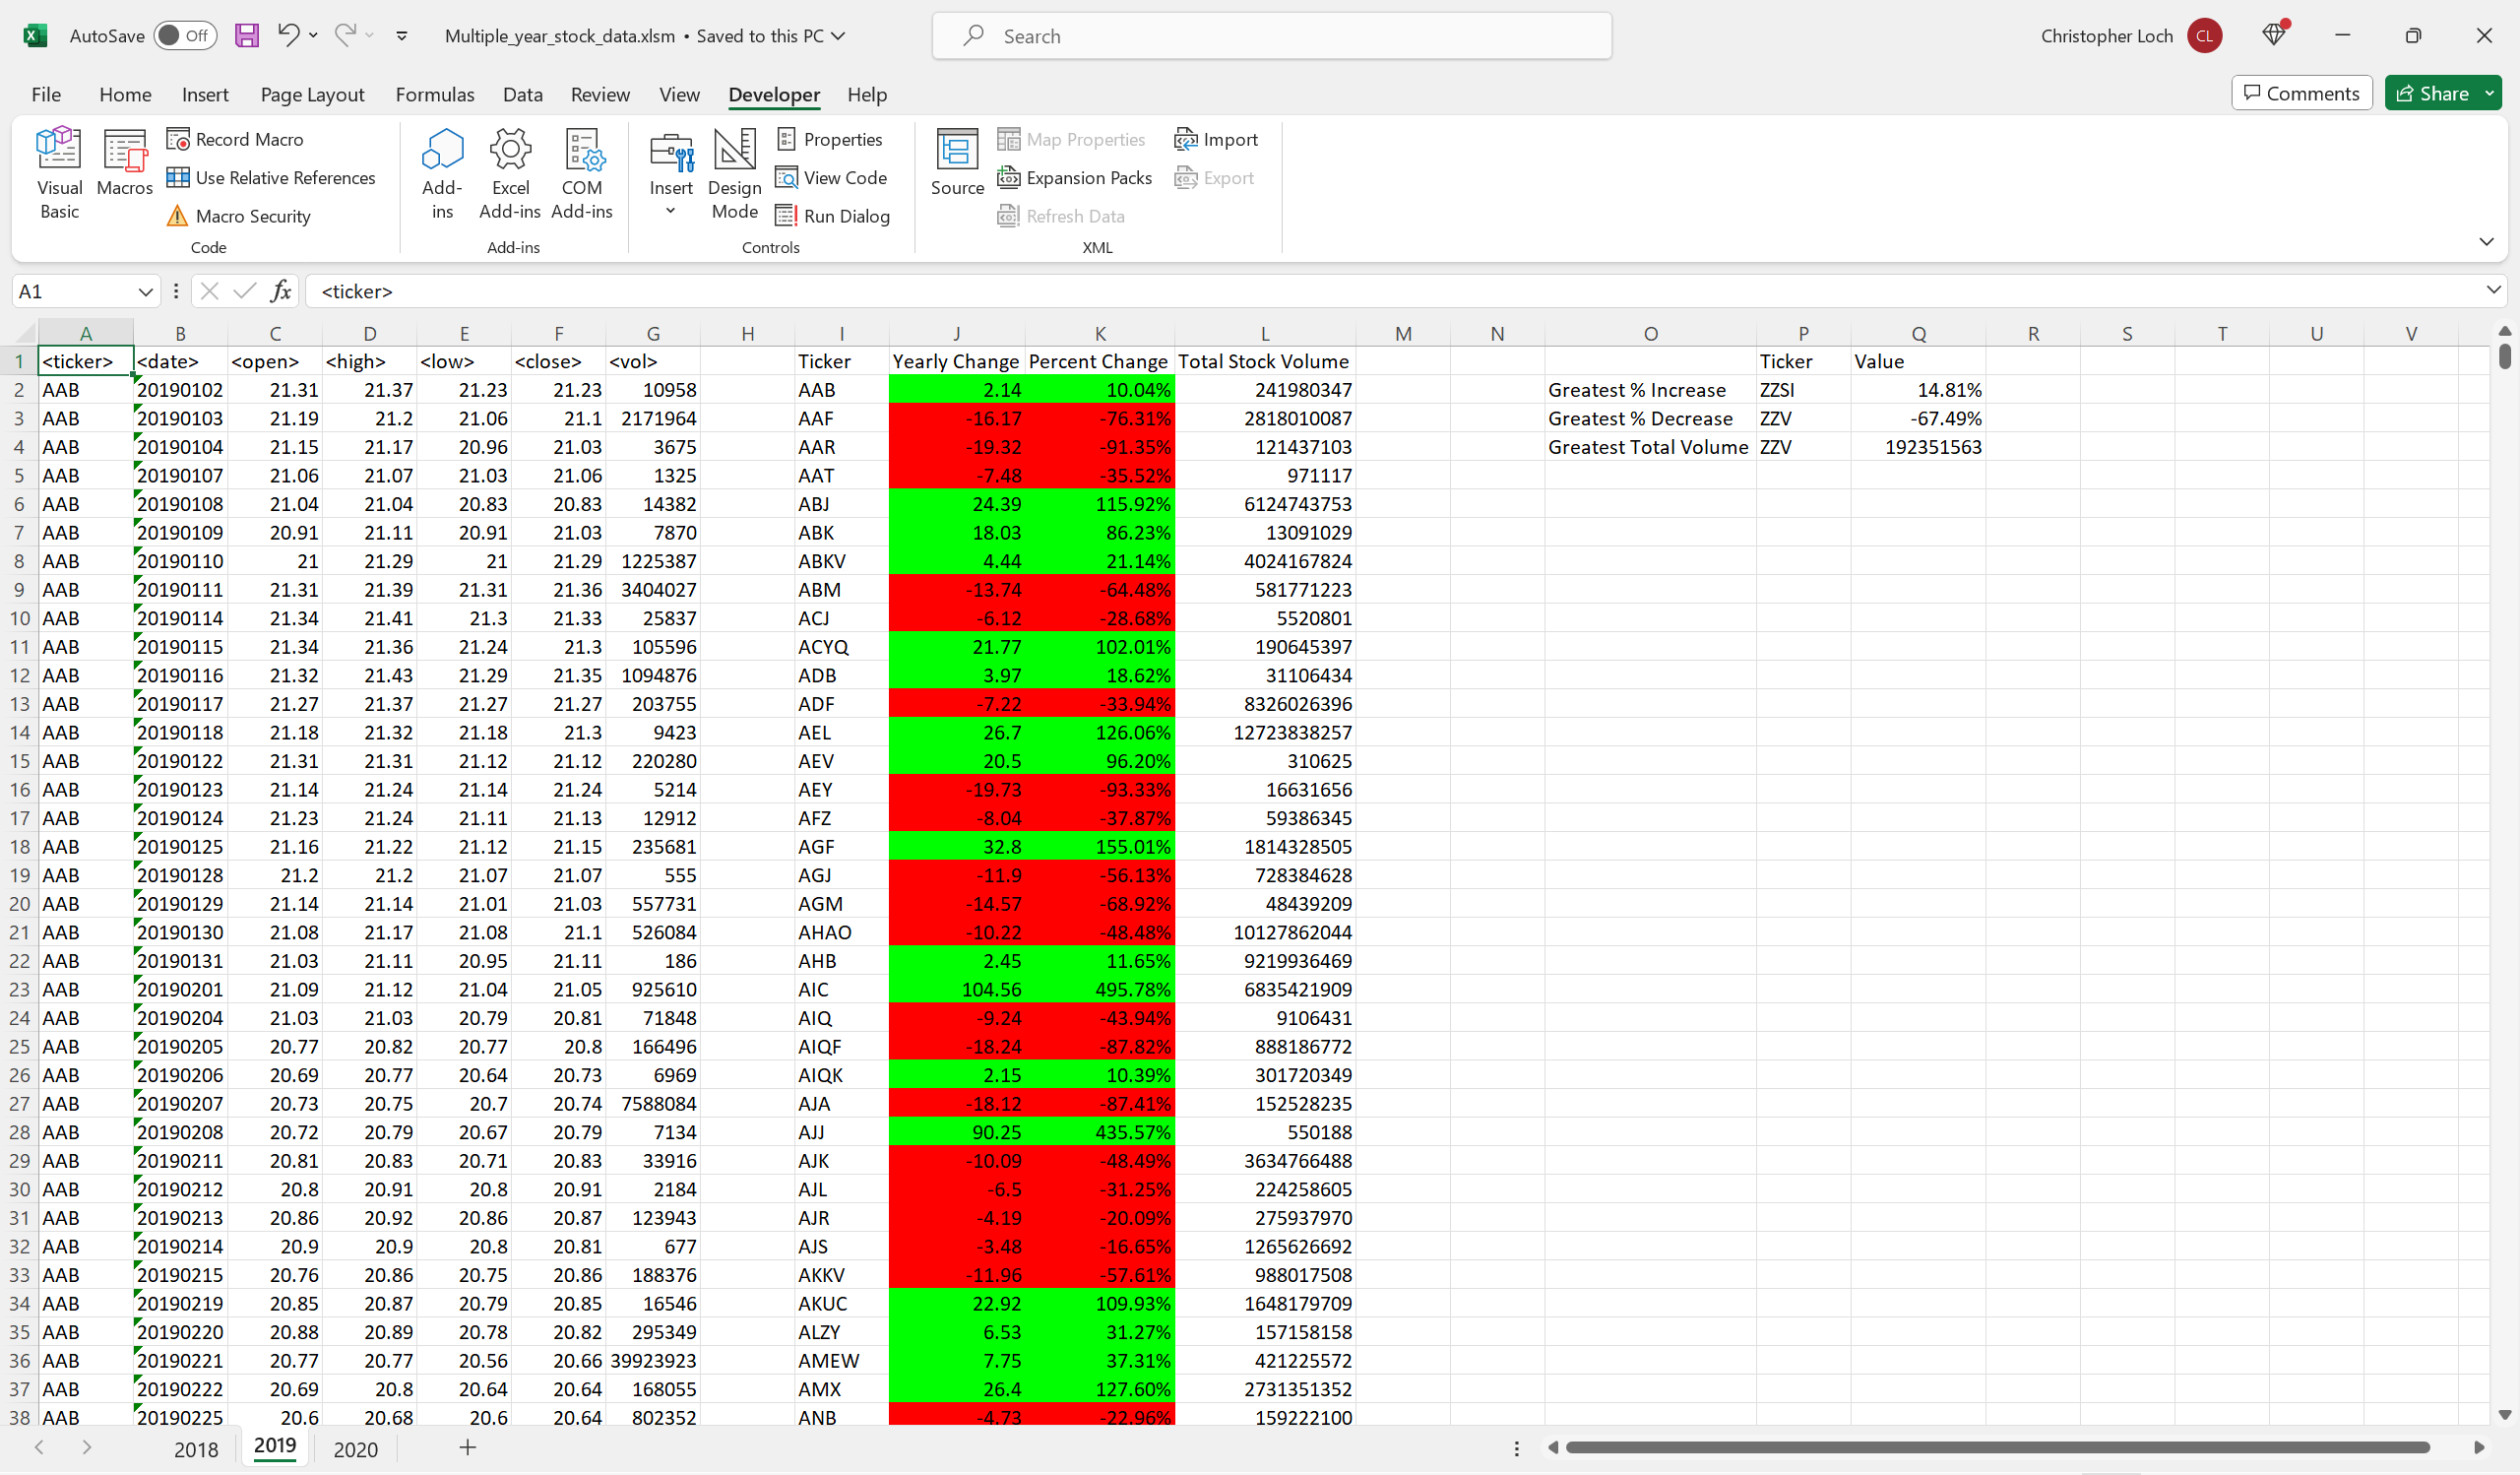 AutoSave Off Multiple_year_stock_data.xlsm • Saved to this PC Search Christopher Loch CL
File Home Insert Page Layout Formulas Data Review View Developer Help Comments Share
Visual Basic
Macros
Record Macro
Use Relative References
Macro Security
Code
Add-ins
Excel Add-ins
COM Add-ins
Add-ins
Insert
Design Mode
Properties
View Code
Run Dialog
Controls
Source
Map Properties
Expansion Packs
Refresh Data
Import
Export
XML
A1 fx <ticker>
A B C D E F G H I J K L M N O P Q R S T U V
1 <ticker> <date> <open> <high> <low> <close> <vol> Ticker Yearly Change Percent Change Total Stock Volume Ticker Value
2 AAB 20190102 21.31 21.37 21.23 21.23 10958 AAB 2.14 10.04% 241980347 Greatest % Increase ZZSI 14.81%
3 AAB 20190103 21.19 21.2 21.06 21.1 2171964 AAF -16.17 -76.31% 2818010087 Greatest % Decrease ZZV -67.49%
4 AAB 20190104 21.15 21.17 20.96 21.03 3675 AAR -19.32 -91.35% 121437103 Greatest Total Volume ZZV 192351563
5 AAB 20190107 21.06 21.07 21.03 21.06 1325 AAT -7.48 -35.52% 971117
6 AAB 20190108 21.04 21.04 20.83 20.83 14382 ABJ 24.39 115.92% 6124743753
7 AAB 20190109 20.91 21.11 20.91 21.03 7870 ABK 18.03 86.23% 13091029
8 AAB 20190110 21 21.29 21 21.29 1225387 ABKV 4.44 21.14% 4024167824
9 AAB 20190111 21.31 21.39 21.31 21.36 3404027 ABM -13.74 -64.48% 581771223
10 AAB 20190114 21.34 21.41 21.3 21.33 25837 ACJ -6.12 -28.68% 5520801
11 AAB 20190115 21.34 21.36 21.24 21.3 105596 ACYQ 21.77 102.01% 190645397
12 AAB 20190116 21.32 21.43 21.29 21.35 1094876 ADB 3.97 18.62% 31106434
13 AAB 20190117 21.27 21.37 21.27 21.27 203755 ADF -7.22 -33.94% 8326026396
14 AAB 20190118 21.18 21.32 21.18 21.3 9423 AEL 26.7 126.06% 12723838257
15 AAB 20190122 21.31 21.31 21.12 21.12 220280 AEV 20.5 96.20% 310625
16 AAB 20190123 21.14 21.24 21.14 21.24 5214 AEY -19.73 -93.33% 16631656
17 AAB 20190124 21.23 21.24 21.11 21.13 12912 AFZ -8.04 -37.87% 59386345
18 AAB 20190125 21.16 21.22 21.12 21.15 235681 AGF 32.8 155.01% 1814328505
19 AAB 20190128 21.2 21.2 21.07 21.07 555 AGJ -11.9 -56.13% 728384628
20 AAB 20190129 21.14 21.14 21.01 21.03 557731 AGM -14.57 -68.92% 48439209
21 AAB 20190130 21.08 21.17 21.08 21.1 526084 AHAO -10.22 -48.48% 10127862044
22 AAB 20190131 21.03 21.11 20.95 21.11 186 AHB 2.45 11.65% 9219936469
23 AAB 20190201 21.09 21.12 21.04 21.05 925610 AIC 104.56 495.78% 6835421909
24 AAB 20190204 21.03 21.03 20.79 20.81 71848 AIQ -9.24 -43.94% 9106431
25 AAB 20190205 20.77 20.82 20.77 20.8 166496 AIQF -18.24 -87.82% 888186772
26 AAB 20190206 20.69 20.77 20.64 20.73 6969 AIQK 2.15 10.39% 301720349
27 AAB 20190207 20.73 20.75 20.7 20.74 7588084 AJA -18.12 -87.41% 152528235
28 AAB 20190208 20.72 20.79 20.67 20.79 7134 AJJ 90.25 435.57% 550188
29 AAB 20190211 20.81 20.83 20.71 20.83 33916 AJK -10.09 -48.49% 3634766488
30 AAB 20190212 20.8 20.91 20.8 20.91 2184 AJL -6.5 -31.25% 224258605
31 AAB 20190213 20.86 20.92 20.86 20.87 123943 AJR -4.19 -20.09% 275937970
32 AAB 20190214 20.9 20.9 20.8 20.81 677 AJS -3.48 -16.65% 1265626692
33 AAB 20190215 20.76 20.86 20.75 20.86 188376 AKKV -11.96 -57.61% 988017508
34 AAB 20190219 20.85 20.87 20.79 20.85 16546 AKUC 22.92 109.93% 1648179709
35 AAB 20190220 20.88 20.89 20.78 20.82 295349 ALZY 6.53 31.27% 157158158
36 AAB 20190221 20.77 20.77 20.56 20.66 39923923 AMEW 7.75 37.31% 421225572
37 AAB 20190222 20.69 20.8 20.64 20.64 168055 AMX 26.4 127.60% 2731351352
38 AAB 20190225 20.6 20.68 20.6 20.64 802352 ANB -4.73 -22.96% 159222100
2018 2019 2020